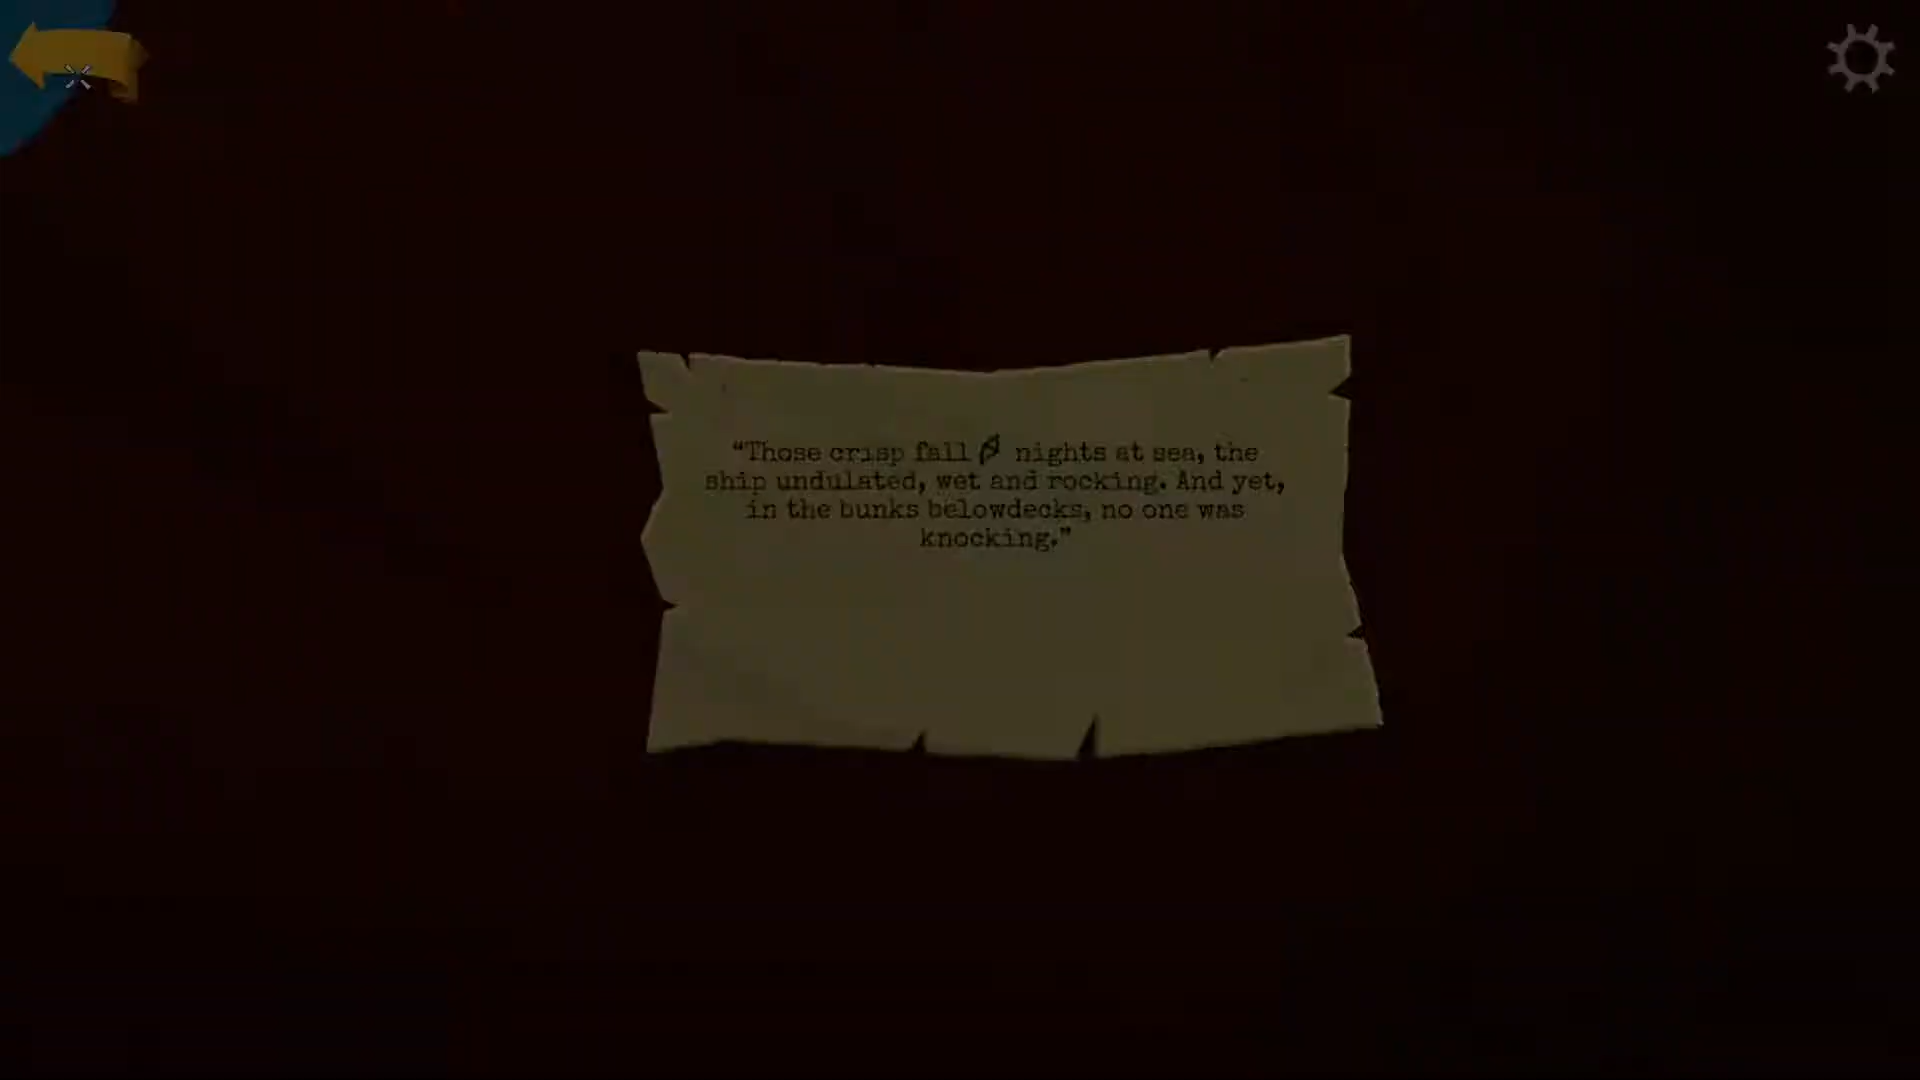 “Those crisp fall nights at sea, the
ship undulated, wet and rocking. And yet,
in the bunks belowdecks, no one was
knocking.”